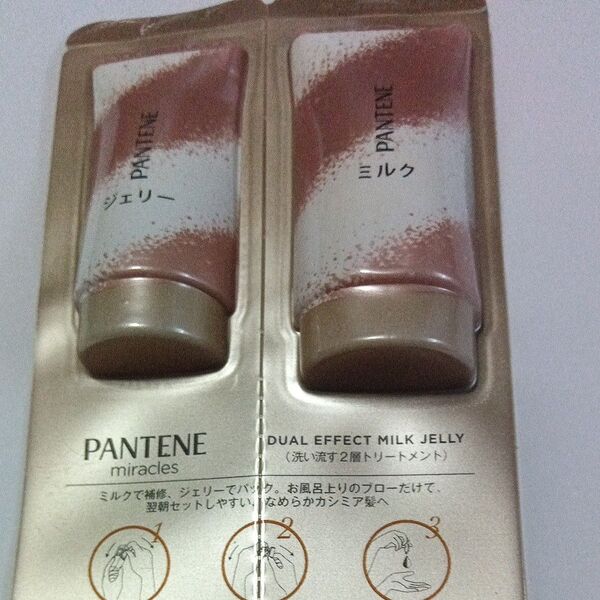 PANTENE
ジェリー
PANTENE
ミルク
PANTENE
miracles
DUAL EFFECT MILK JELLY
（洗い流す2層トリートメント）
ミルクで補修、ジェリーでパック。お風呂上りのブローだけで、
翌朝セットしやすい、なめらかカシミア髪へ
1
2
3